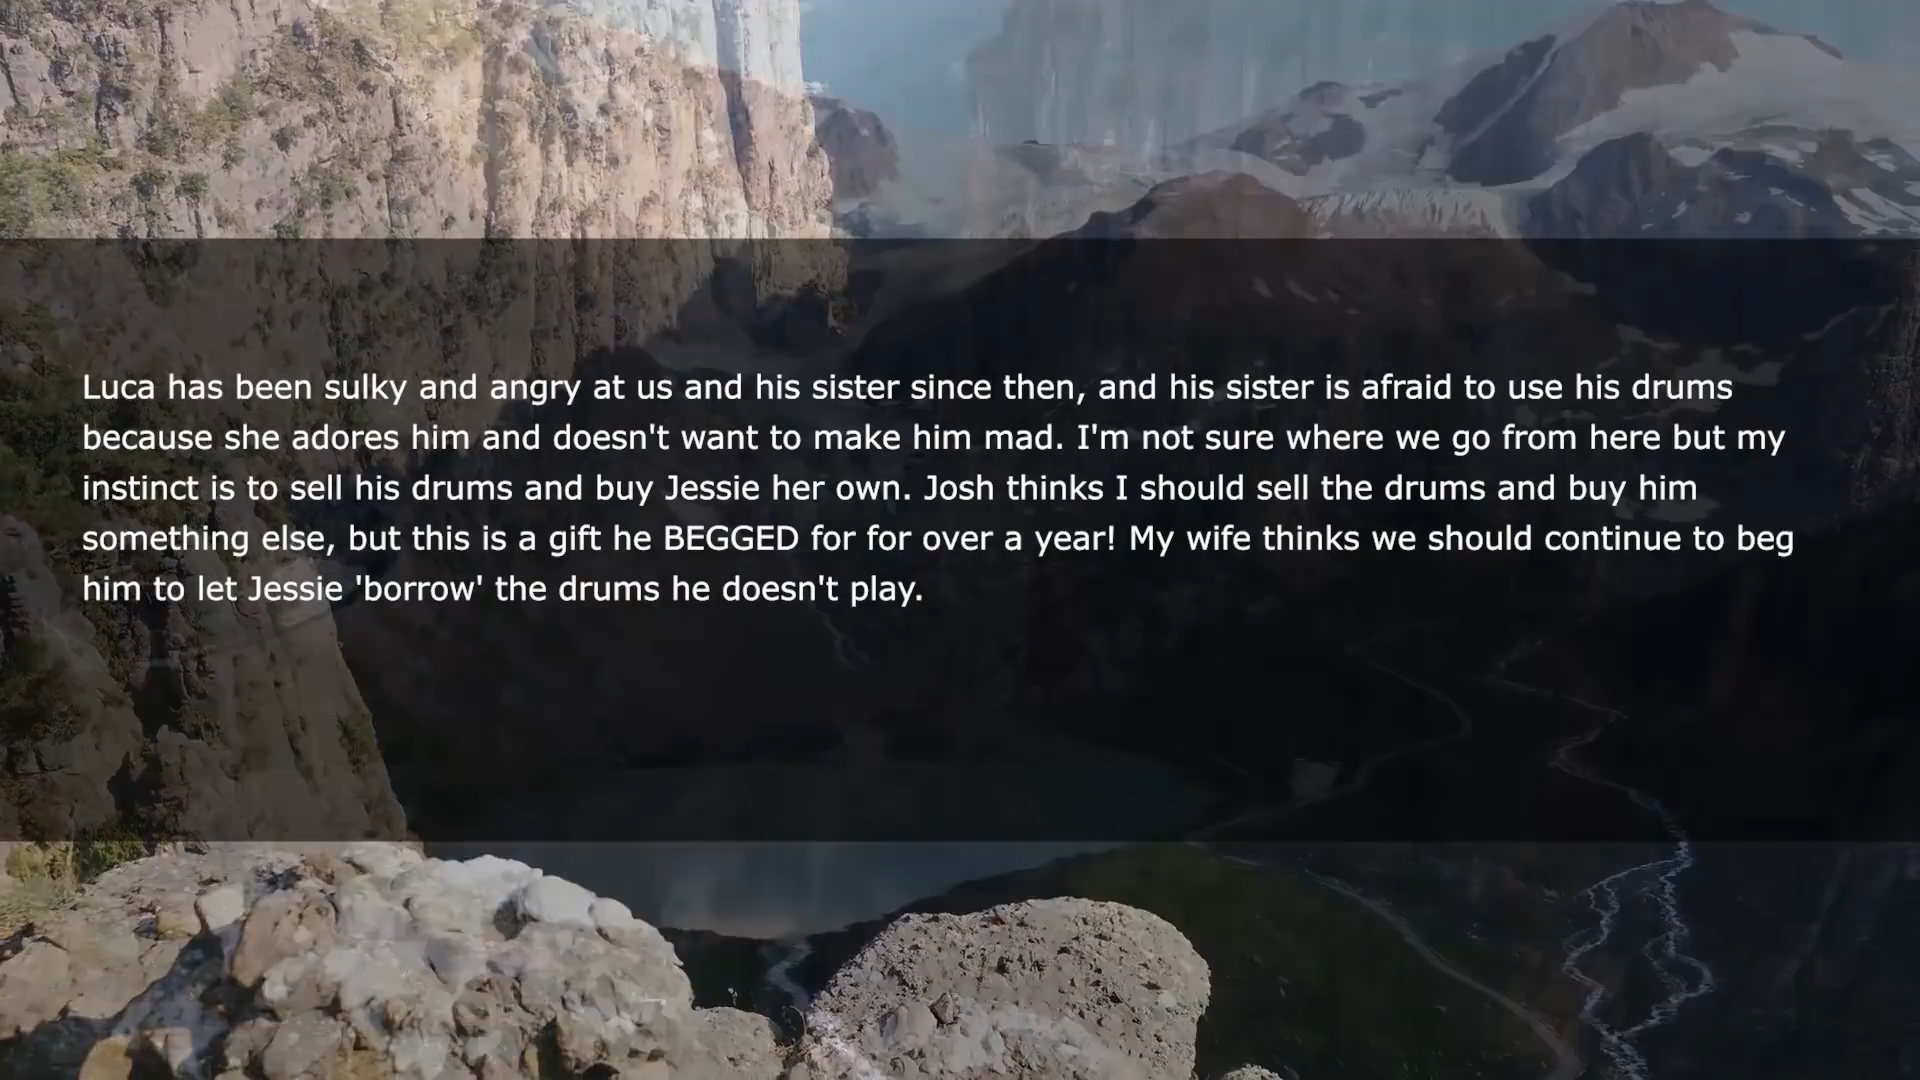 Luca has been sulky and angry at us and his sister since then, and his sister is afraid to use his drums
because she adores him and doesn't want to make him mad. I'm not sure where we go from here but my
instinct is to sell his drums and buy Jessie her own. Josh thinks I should sell the drums and buy him
something else, but this is a gift he BEGGED for for over a year! My wife thinks we should continue to beg
him to let Jessie 'borrow' the drums he doesn't play.